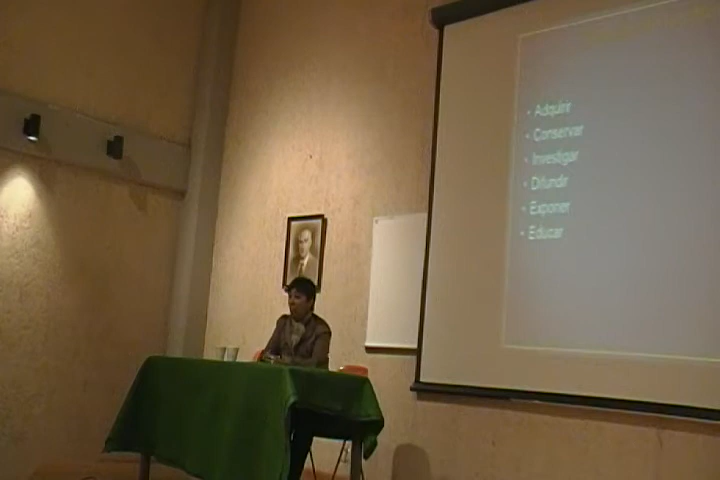 • Adquirir
• Conservar
• Investigar
• Difundir
• Exponer
• Educar